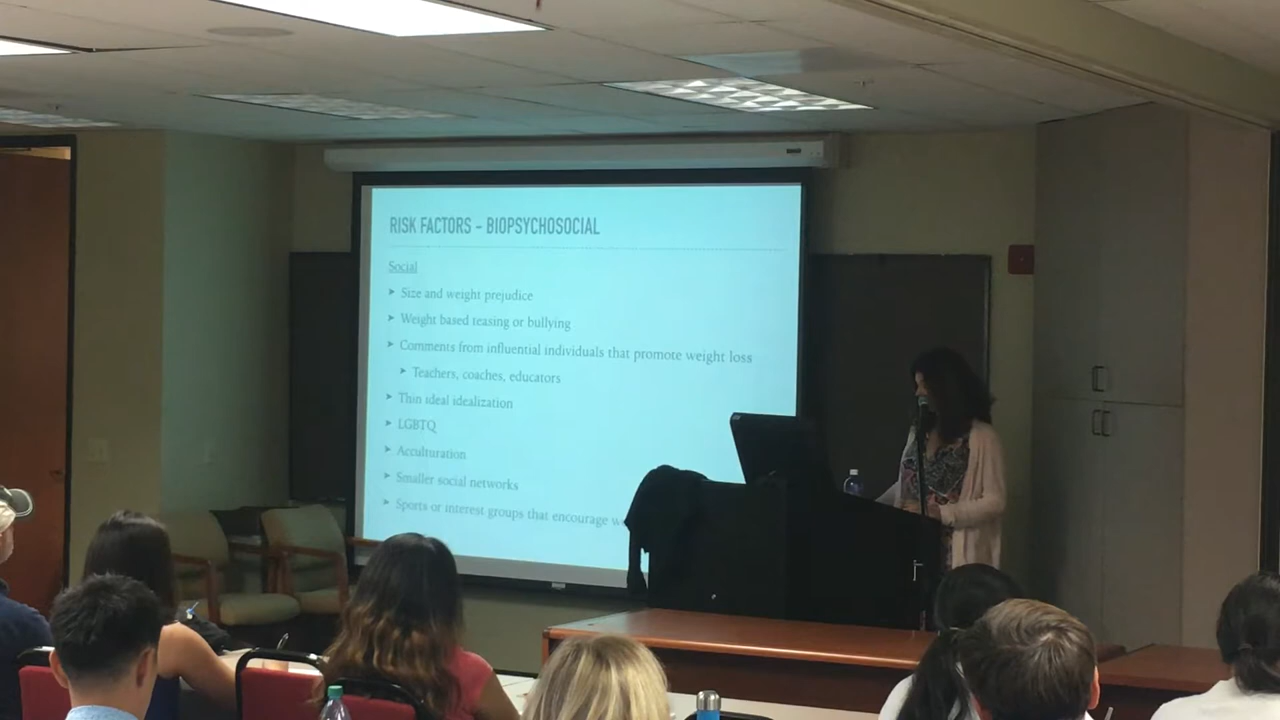 RISK FACTORS – BIOPSYCHOSOCIAL
Social
➤ Size and weight prejudice
➤ Weight based teasing or bullying
➤ Comments from influential individuals that promote weight loss
➤ Teachers, coaches, educators
➤ Thin ideal idealization
➤ LGBTQ
➤ Acculturation
➤ Smaller social networks
➤ Sports or interest groups that encourage